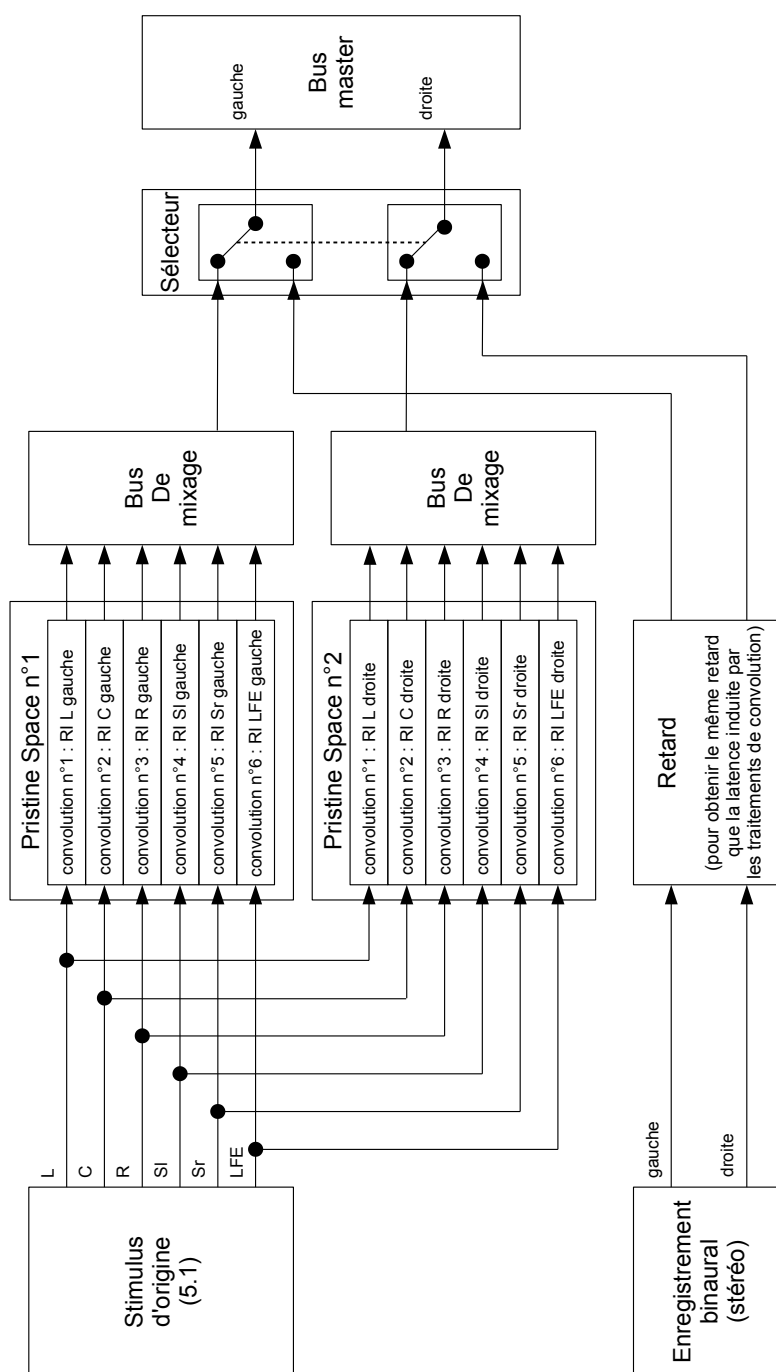 Stimulus
d'origine
(5.1)
L
C
R
Sl
Sr
LFE
Pristine Space n°1
convolution n°1 : RI L gauche
convolution n°2 : RI C gauche
convolution n°3 : RI R gauche
convolution n°4 : RI Sl gauche
convolution n°5 : RI Sr gauche
convolution n°6 : RI LFE gauche
Bus
De
mixage
Pristine Space n°2
convolution n°1 : RI L droite
convolution n°2 : RI C droite
convolution n°3 : RI R droite
convolution n°4 : RI Sl droite
convolution n°5 : RI Sr droite
convolution n°6 : RI LFE droite
Bus
De
mixage
Sélecteur
gauche
Bus
master
droite
Enregistrement
binaural
(stéréo)
gauche
droite
Retard
(pour obtenir le même retard
que la latence induite par
les traitements de convolution)